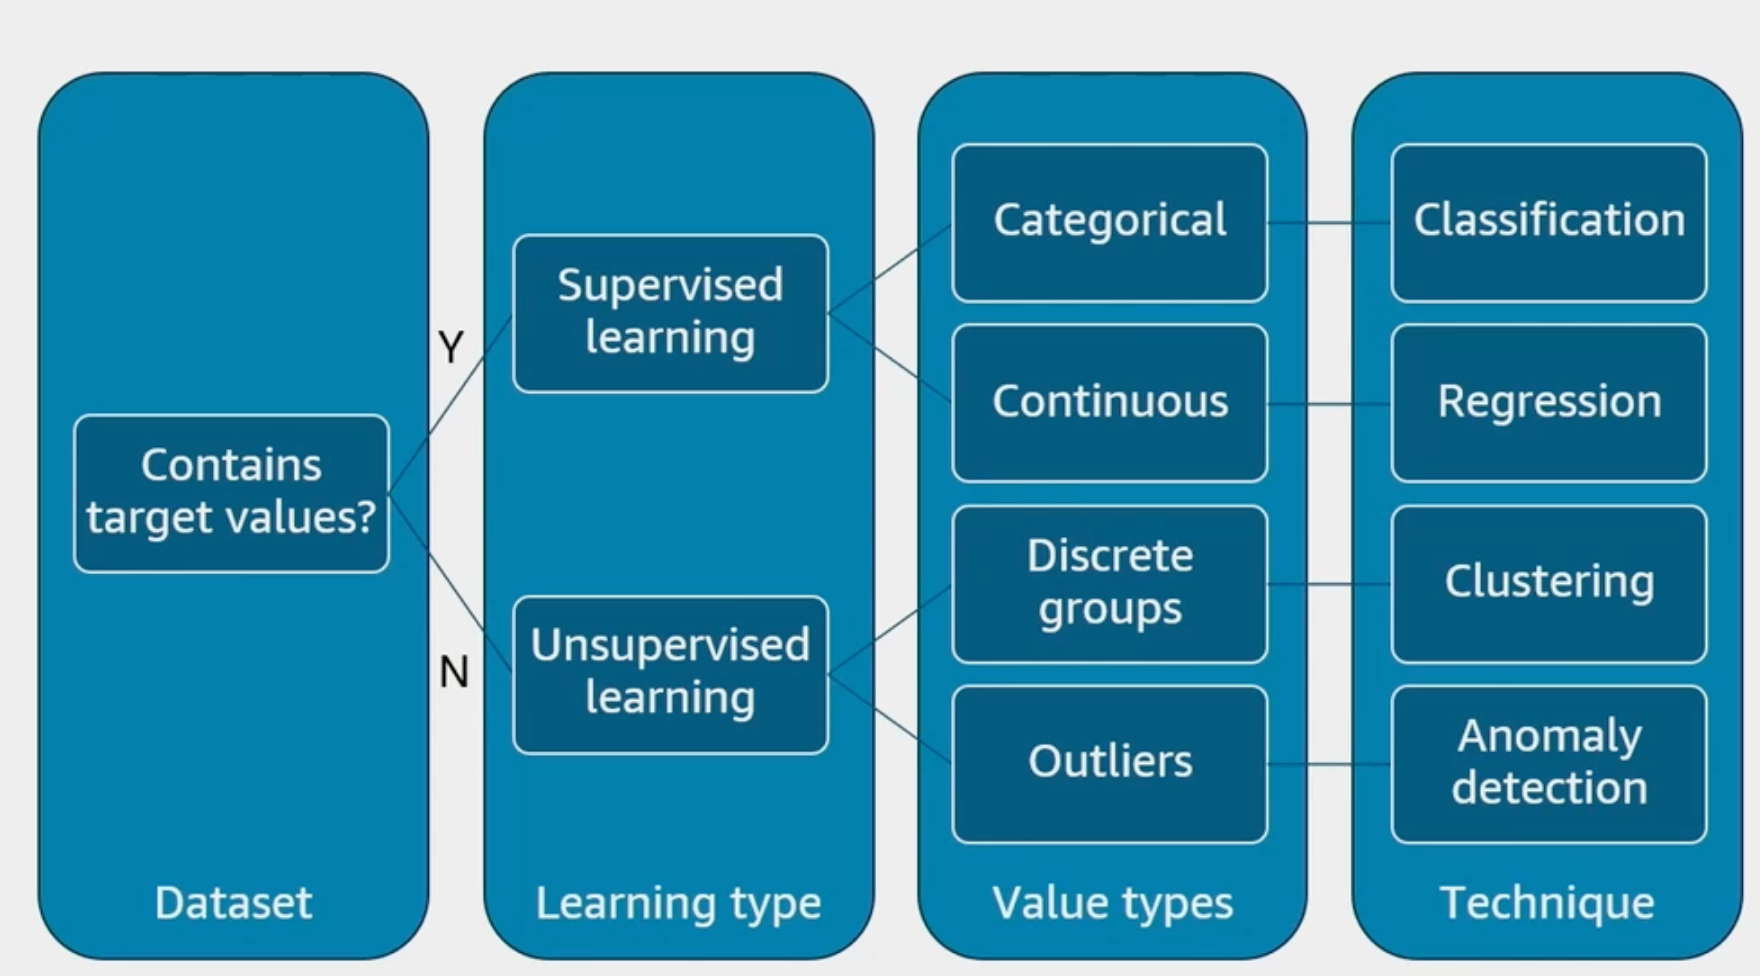 Contains
target values?
Dataset
Y
N
Supervised
learning
Unsupervised
learning
Learning type
Categorical
Continuous
Discrete
groups
Outliers
Value types
Classification
Regression
Clustering
Anomaly
detection
Technique